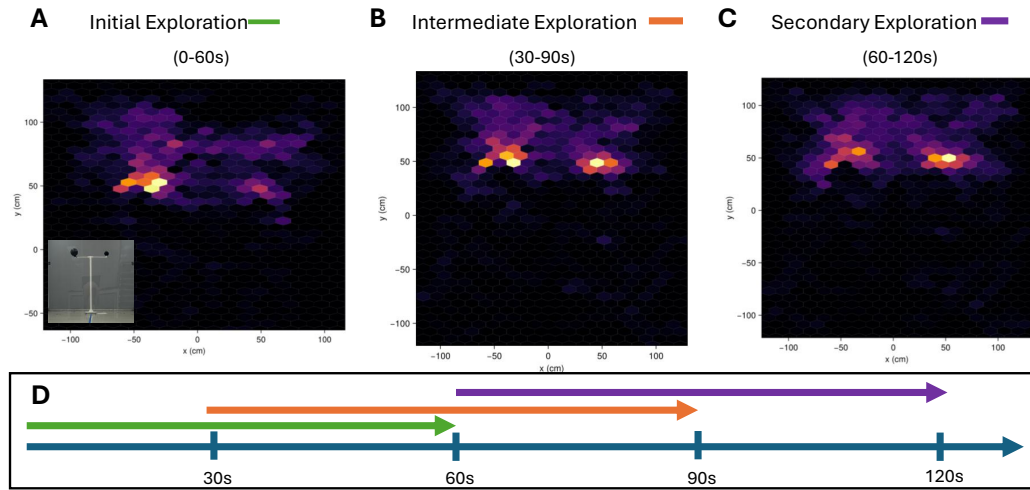 A Initial Exploration
(0-60s)
B Intermediate Exploration
(30-90s)
C Secondary Exploration
(60-120s)
100
50
0
−50
y (cm)
−100 −50 0 50 100
x (cm)
100
50
0
−50
−100
y (cm)
−100 −50 0 50 100
x (cm)
100
50
0
−50
−100
y (cm)
−100 −50 0 50 100
x (cm)
D
30s 60s 90s 120s